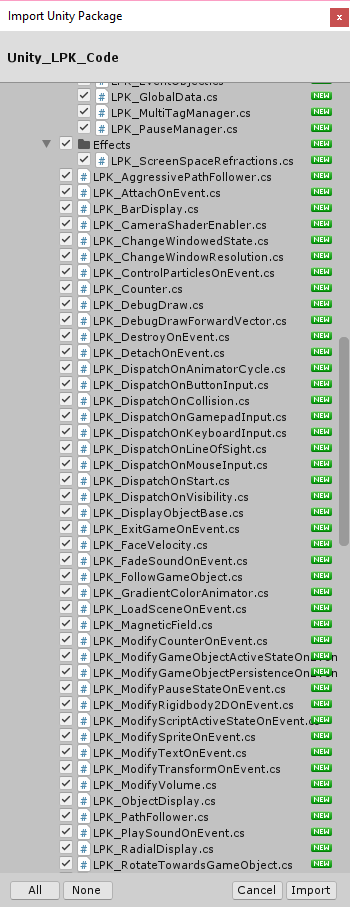 Import Unity Package
Unity_LPK_Code
LPK_GlobalData.cs NEW
LPK_MultiTagManager.cs NEW
LPK_PauseManager.cs NEW
Effects NEW
LPK_ScreenSpaceRefractions.cs NEW
LPK_AggressivePathFollower.cs NEW
LPK_AttachOnEvent.cs NEW
LPK_BarDisplay.cs NEW
LPK_CameraShaderEnabler.cs NEW
LPK_ChangeWindowedState.cs NEW
LPK_ChangeWindowResolution.cs NEW
LPK_ControlParticlesOnEvent.cs NEW
LPK_Counter.cs NEW
LPK_DebugDraw.cs NEW
LPK_DebugDrawForwardVector.cs NEW
LPK_DestroyOnEvent.cs NEW
LPK_DetachOnEvent.cs NEW
LPK_DispatchOnAnimatorCycle.cs NEW
LPK_DispatchOnButtonInput.cs NEW
LPK_DispatchOnCollision.cs NEW
LPK_DispatchOnGamepadInput.cs NEW
LPK_DispatchOnKeyboardInput.cs NEW
LPK_DispatchOnLineOfSight.cs NEW
LPK_DispatchOnMouseInput.cs NEW
LPK_DispatchOnStart.cs NEW
LPK_DispatchOnVisibility.cs NEW
LPK_DisplayObjectBase.cs NEW
LPK_ExitGameOnEvent.cs NEW
LPK_FaceVelocity.cs NEW
LPK_FadeSoundOnEvent.cs NEW
LPK_FollowGameObject.cs NEW
LPK_GradientColorAnimator.cs NEW
LPK_LoadSceneOnEvent.cs NEW
LPK_MagneticField.cs NEW
LPK_ModifyCounterOnEvent.cs NEW
NEW
NEW
LPK_ModifyPauseStateOnEvent.cs NEW
LPK_ModifyRigidbody2DOnEvent.cs NEW
LPK_ModifyScriptActiveStateOnEvent.cs NEW
LPK_ModifySpriteOnEvent.cs NEW
LPK_ModifyTextOnEvent.cs NEW
LPK_ModifyTransformOnEvent.cs NEW
LPK_ModifyVolume.cs NEW
LPK_ObjectDisplay.cs NEW
LPK_PathFollower.cs NEW
LPK_PlaySoundOnEvent.cs NEW
LPK_RadialDisplay.cs NEW
LPK_RotateTowardsGameObject.cs NEW
All None Cancel Import